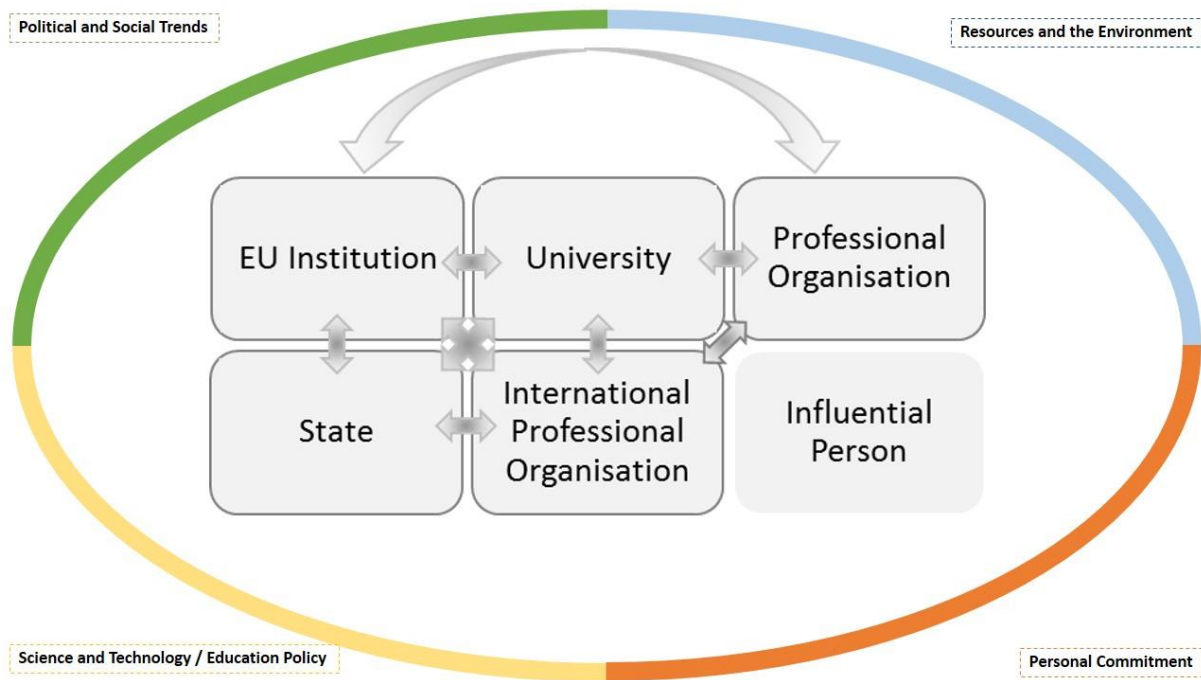 Political and Social Trends
Resources and the Environment
EU Institution
University
Professional
Organisation
State
International
Professional
Organisation
Influential
Person
Science and Technology / Education Policy
Personal Commitment